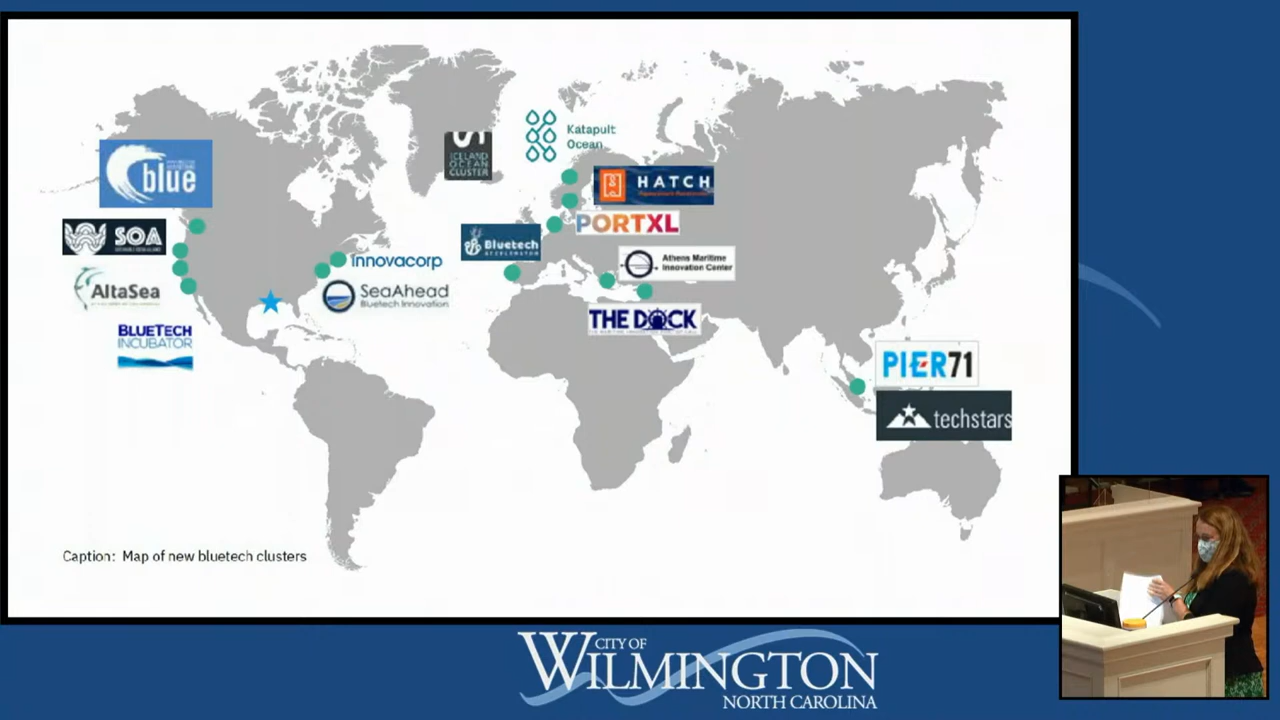 Katapult
Ocean
ICELAND
OCEAN
CLUSTER
blue
HATCH
PORTXL
SOA
Bluetech
ACCELERATOR
Innovacorp
Athens Maritime
Innovation Center
AltaSea
SeaAhead
Bluetech Innovation
THE DOCK
BLUETECH
INCUBATOR
PIER71
techstars
Caption: Map of new bluetech clusters
CITY OF
WILMINGTON
NORTH CAROLINA